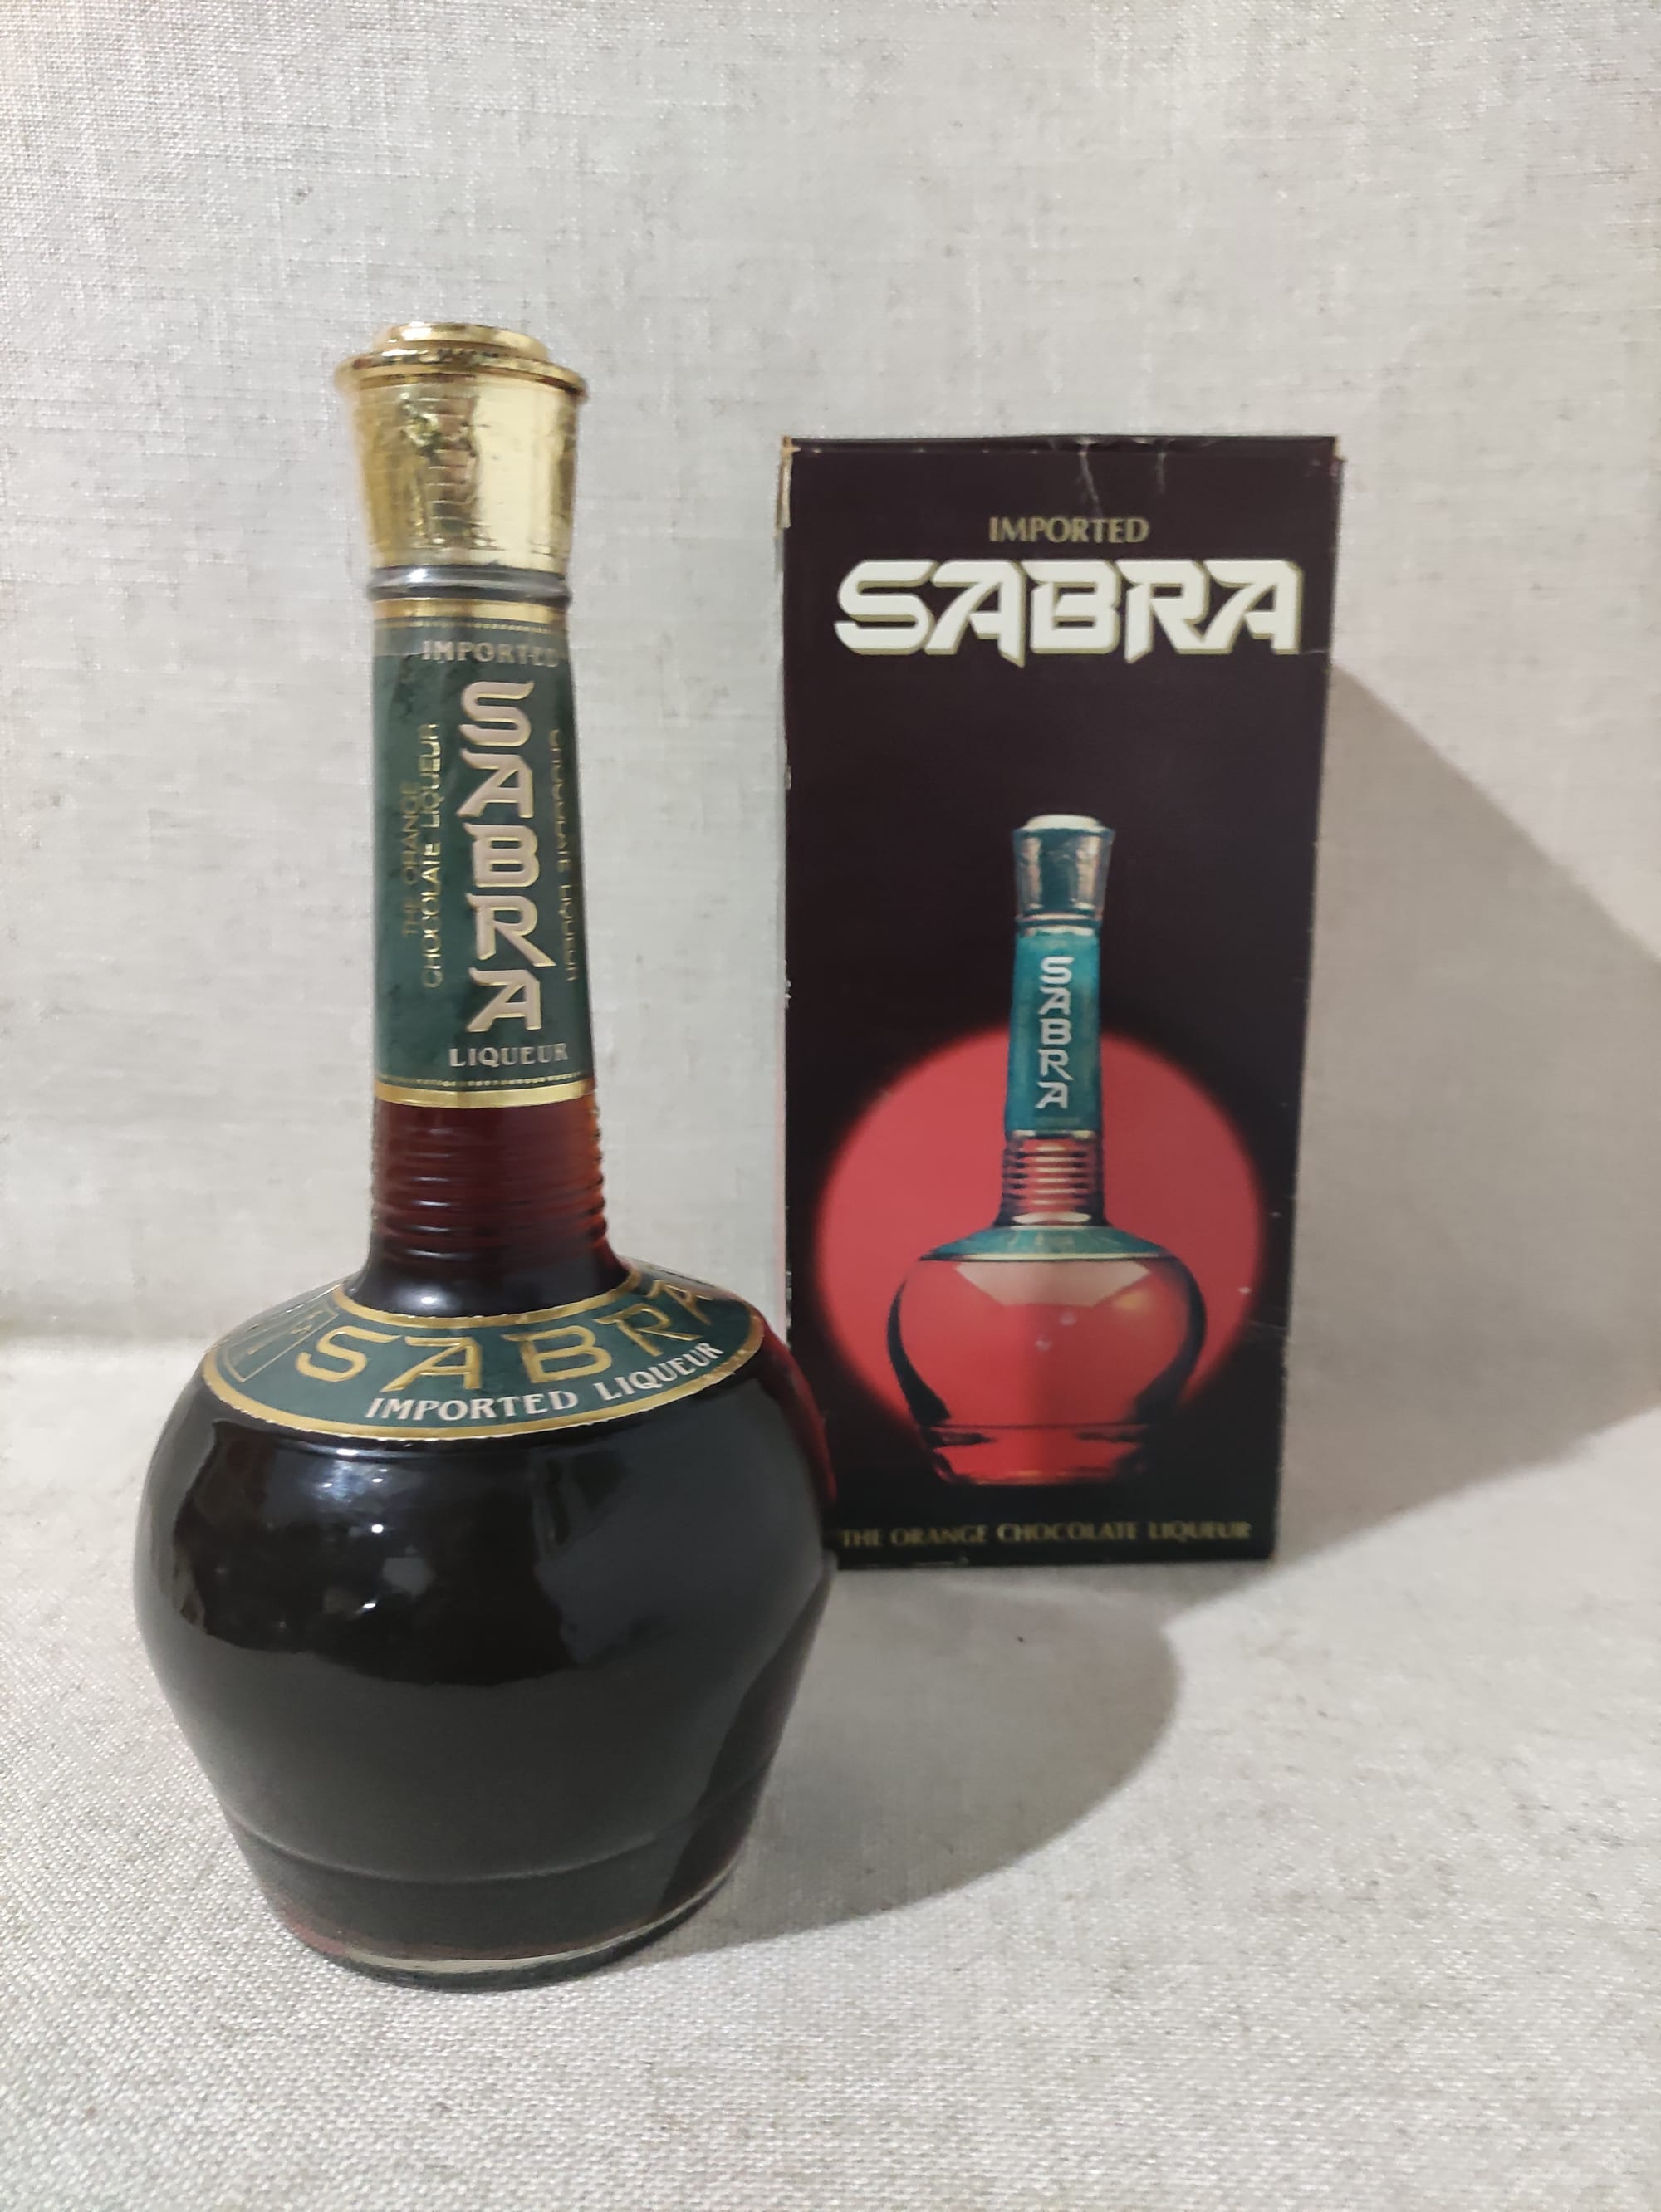 IMPORTED
SABRA
LIQUEUR
THE ORANGE
CHOCOLATE LIQUEUR
CHOCOLATE LIQUEUR
SABRA
IMPORTED LIQUEUR
IMPORTED
SABRA
SABRA
THE ORANGE CHOCOLATE LIQUEUR